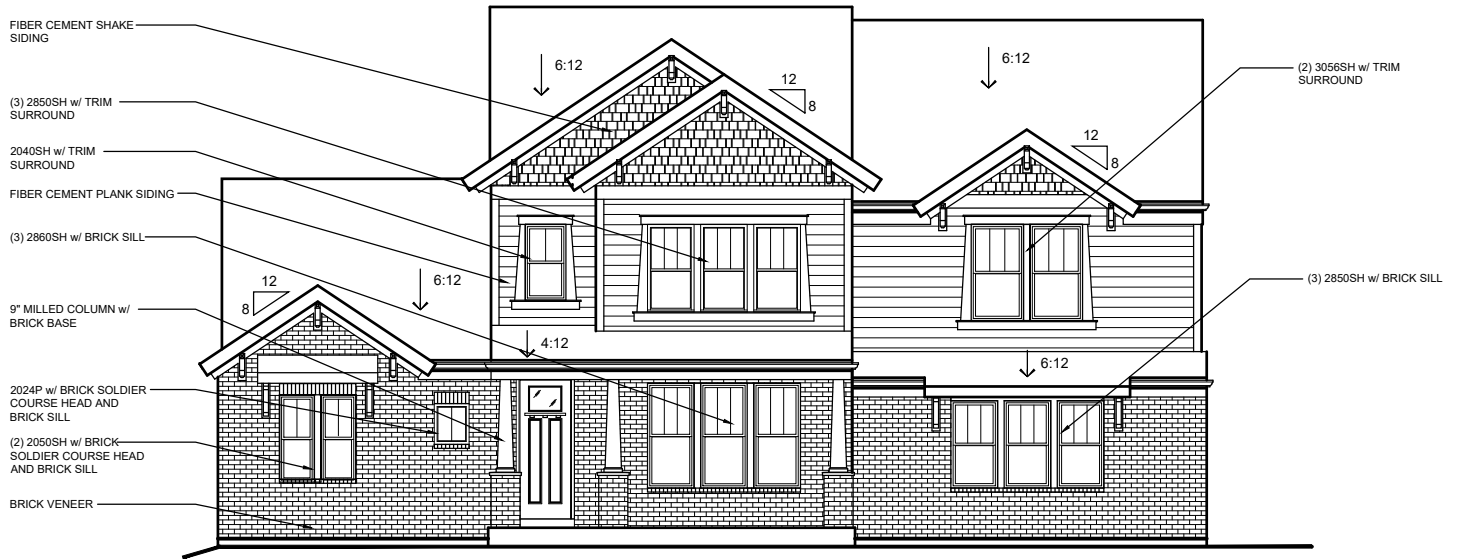 FIBER CEMENT SHAKE
SIDING
(3) 2850SH w/ TRIM
SURROUND
2040SH w/ TRIM
SURROUND
FIBER CEMENT PLANK SIDING
(3) 2860SH w/ BRICK SILL
9" MILLED COLUMN w/
BRICK BASE
2024P w/ BRICK SOLDIER
COURSE HEAD AND
BRICK SILL
(2) 2050SH w/ BRICK
SOLDIER COURSE HEAD
AND BRICK SILL
BRICK VENEER
6:12
12
8
6:12
12
8
6:12
12
8
4:12
6:12
(2) 3056SH w/ TRIM
SURROUND
(3) 2850SH w/ BRICK SILL